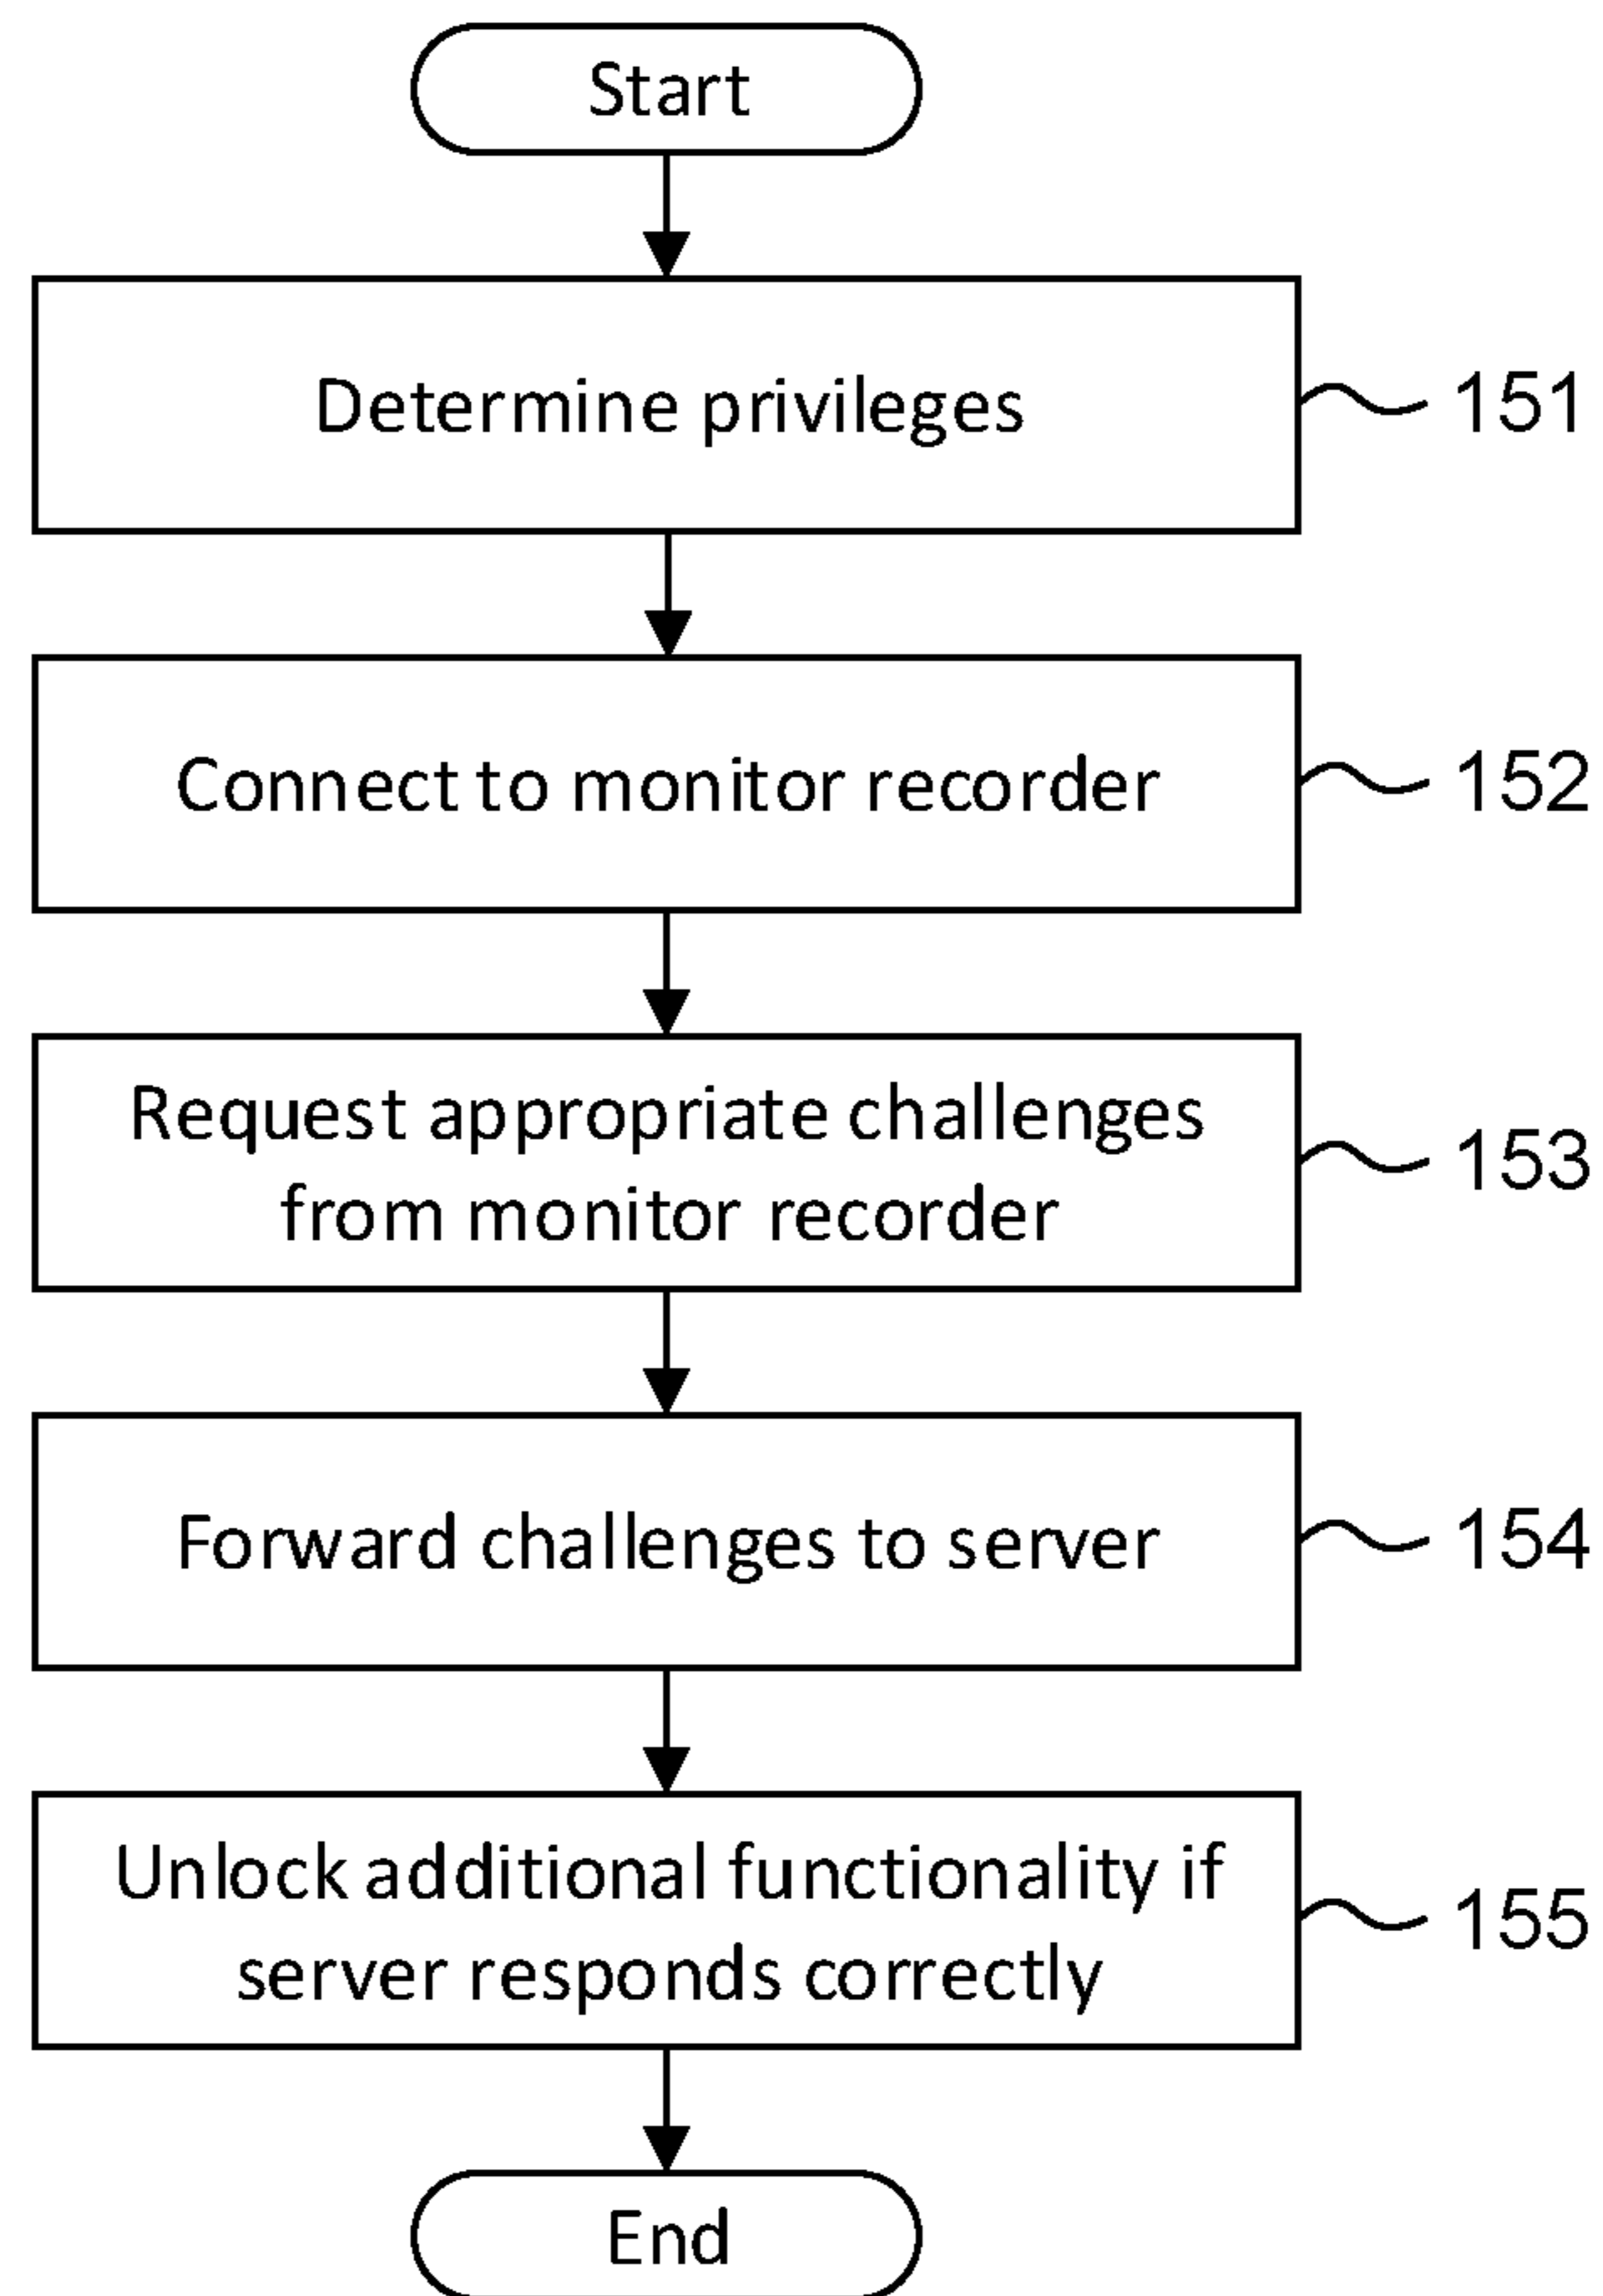 Start
Determine privileges
151
Connect to monitor recorder
152
Request appropriate challenges
from monitor recorder
153
Forward challenges to server
154
Unlock additional functionality if
server responds correctly
155
End